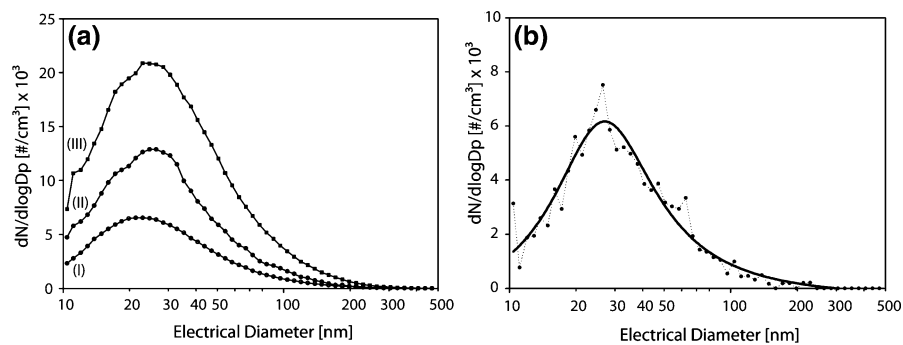 (a)
dN/dlogDp [#/cm³] x 10³
25
20
15
10
5
0
(III)
(II)
(I)
10 20 30 40 50 100 200 300 500
Electrical Diameter [nm]
(b)
dN/dlogDp [#/cm³] x 10³
10
8
6
4
2
0
10 20 30 40 50 100 200 300 500
Electrical Diameter [nm]